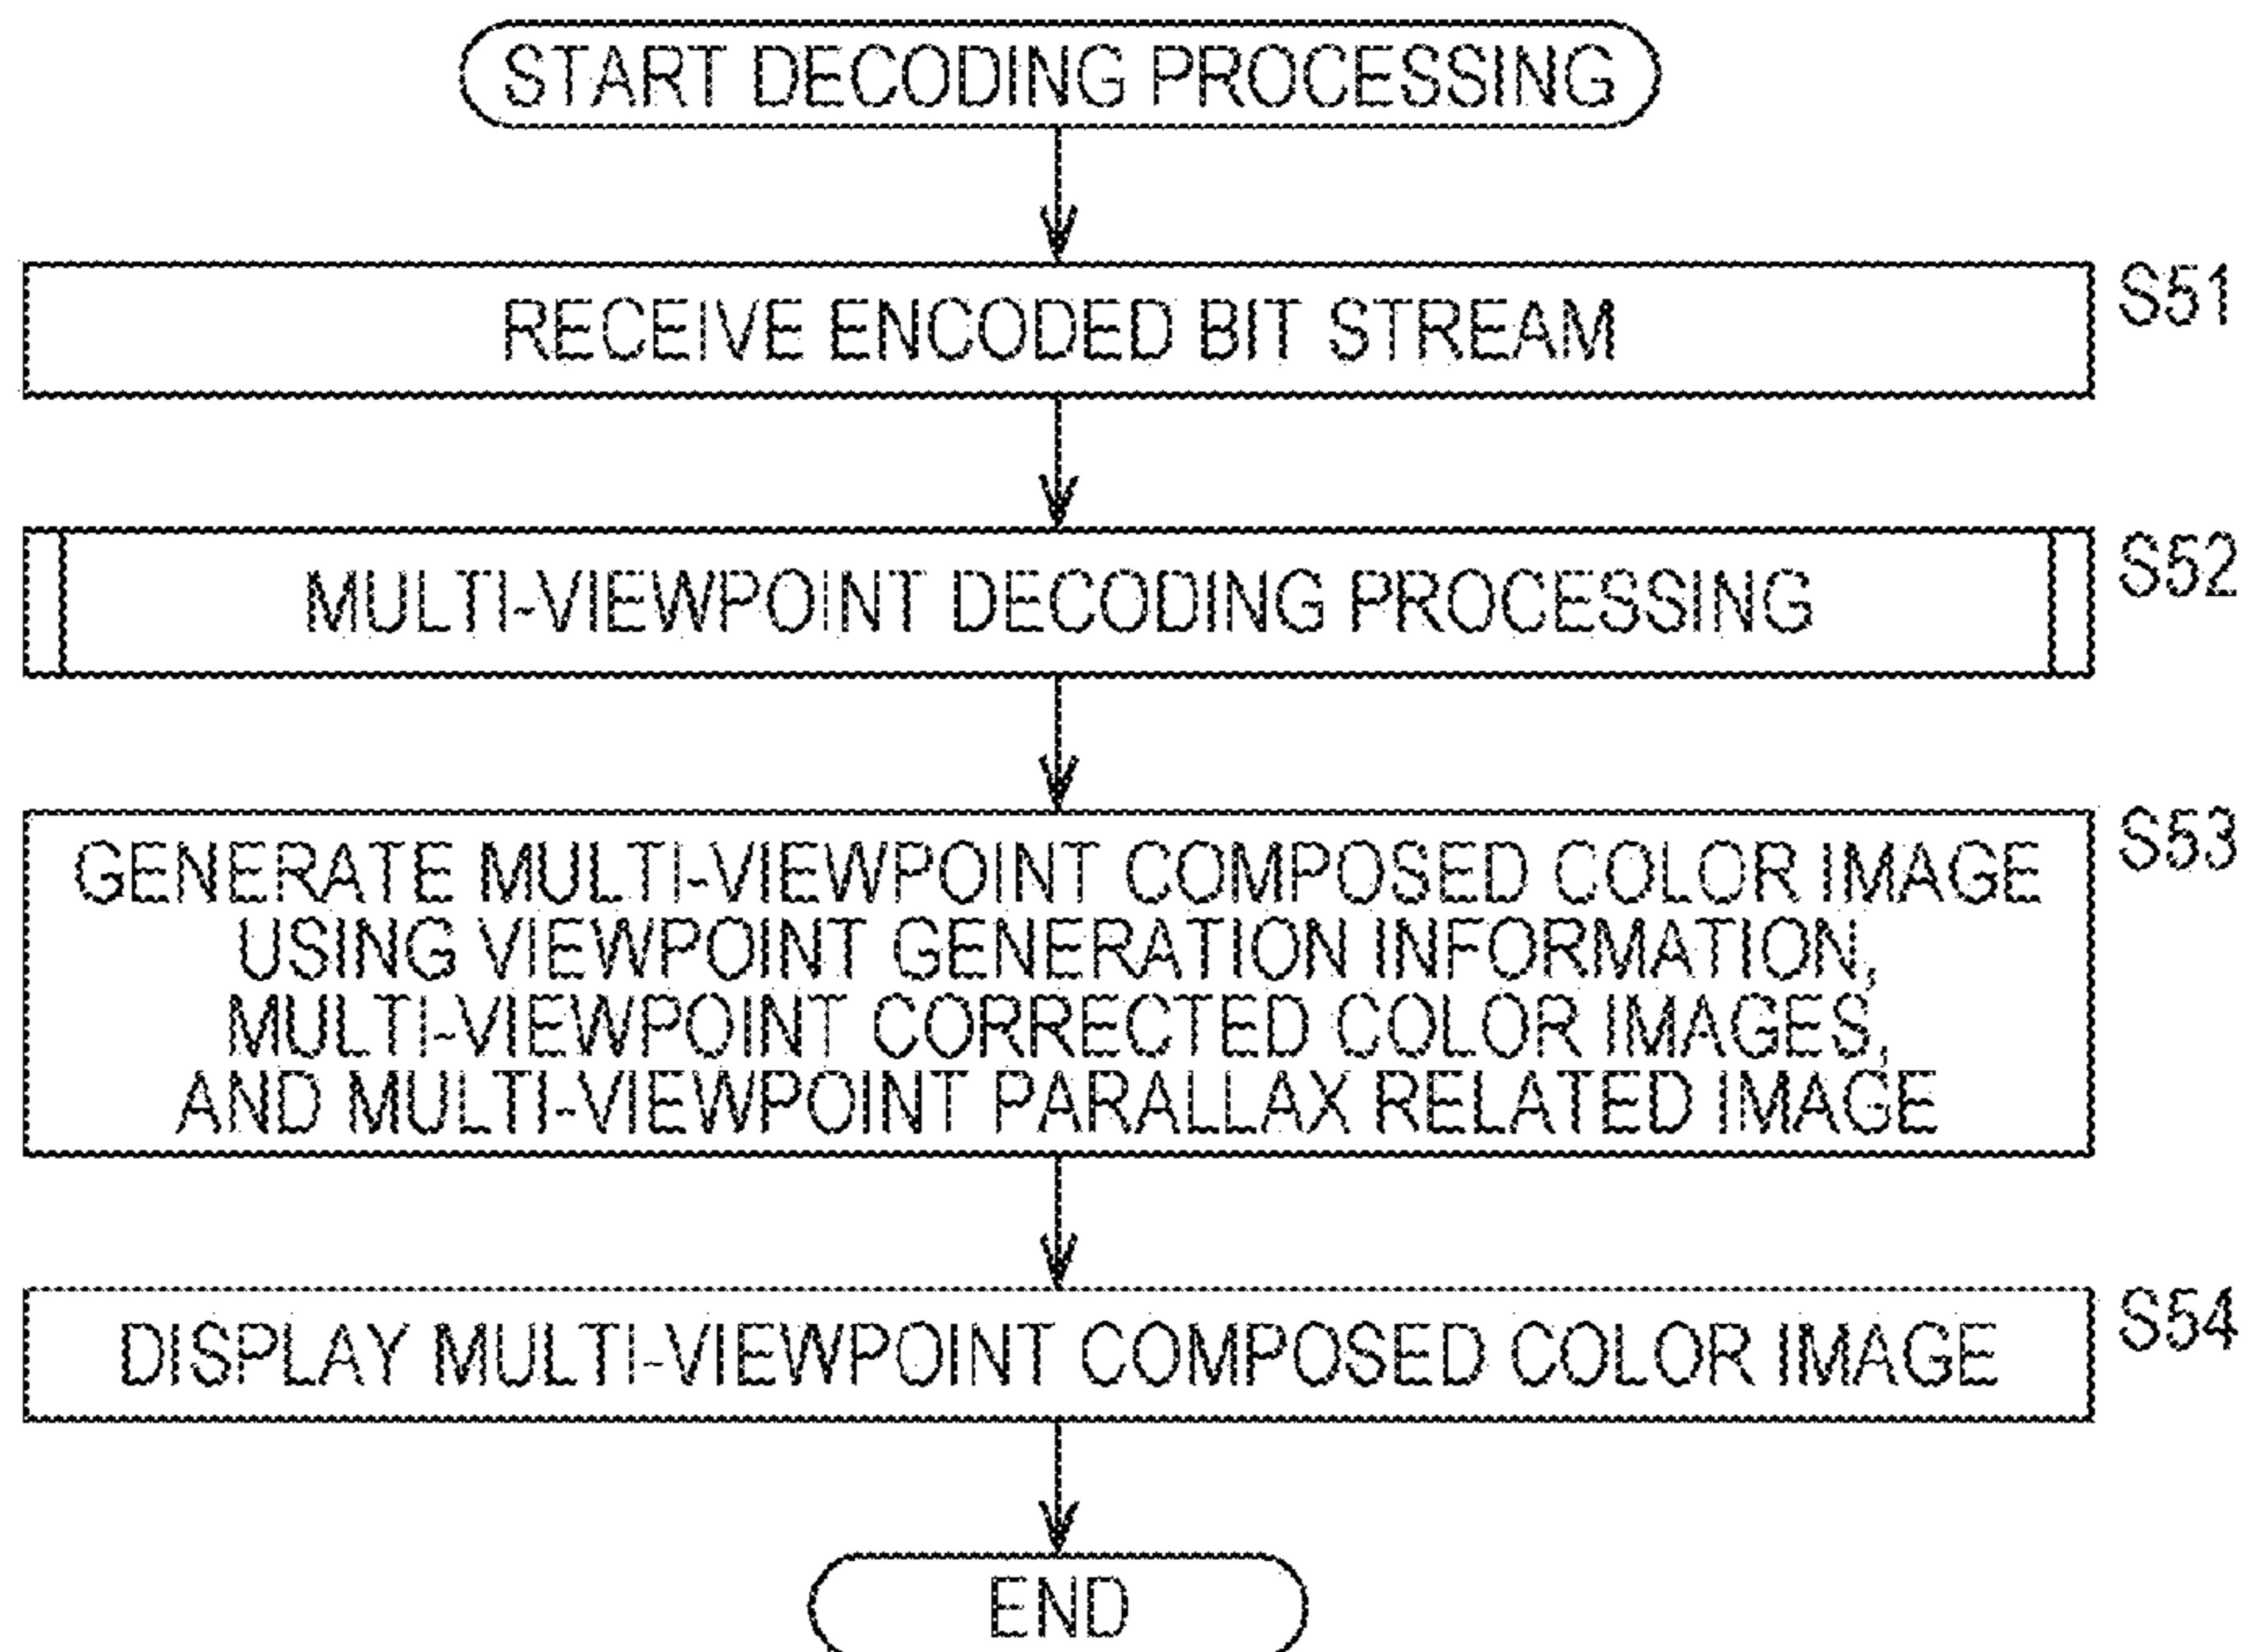 START DECODING PROCESSING
RECEIVE ENCODED BIT STREAM
S51
MULTI-VIEWPOINT DECODING PROCESSING
S52
GENERATE MULTI-VIEWPOINT COMPOSED COLOR IMAGE
USING VIEWPOINT GENERATION INFORMATION,
MULTI-VIEWPOINT CORRECTED COLOR IMAGES,
AND MULTI-VIEWPOINT PARALLAX RELATED IMAGE
S53
DISPLAY MULTI-VIEWPOINT COMPOSED COLOR IMAGE
S54
END